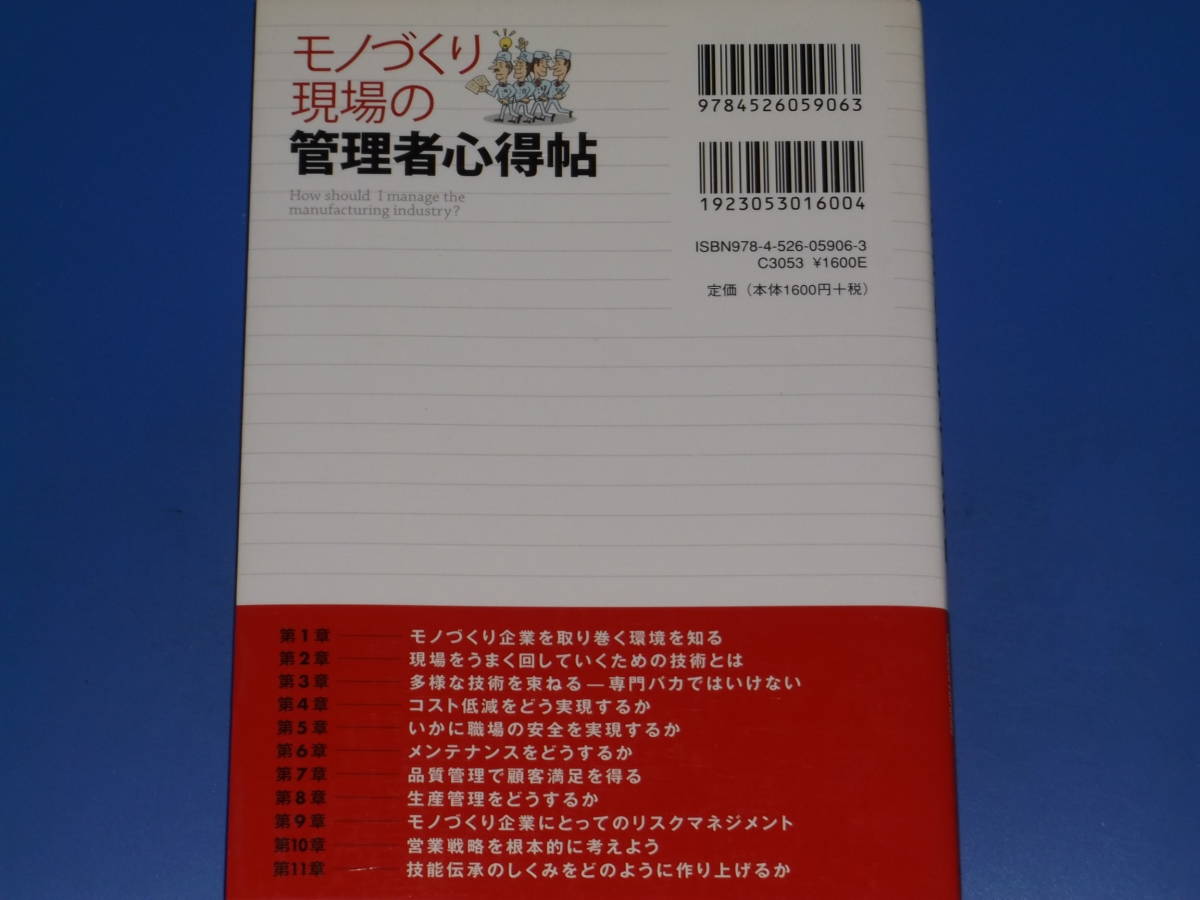 モノづくり
現場の
管理者心得帖
How should I manage the
manufacturing industry?
9784526059063
1923053016004
ISBN978-4-526-05906-3
C3053 ¥1600E
定価（本体1600円＋税）
第1章 モノづくり企業を取り巻く環境を知る
第2章 現場をうまく回していくための技術とは
第3章 多様な技術を束ねる―専門バカではいけない
第4章 コスト低減をどう実現するか
第5章 いかに職場の安全を実現するか
第6章 メンテナンスをどうするか
第7章 品質管理で顧客満足を得る
第8章 生産管理をどうするか
第9章 モノづくり企業にとってのリスクマネジメント
第10章 営業戦略を根本的に考えよう
第11章 技能伝承のしくみをどのように作り上げるか